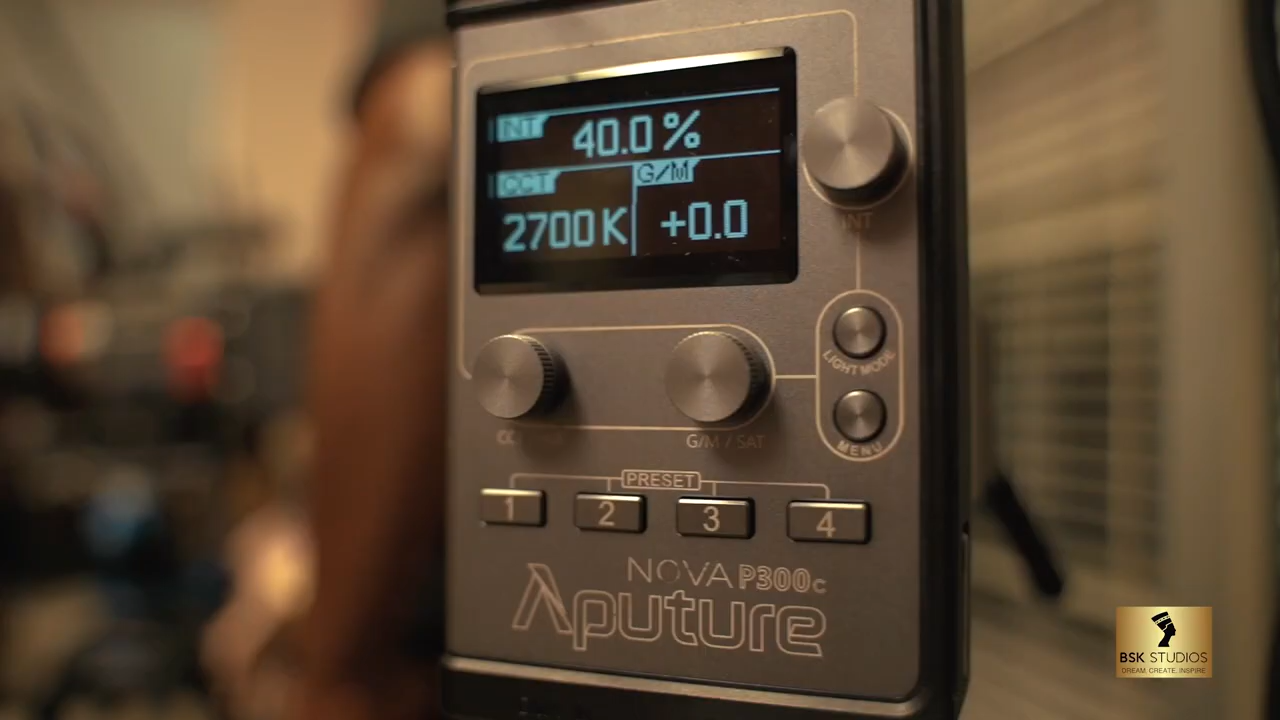 INT
40.0 %
CCT
G/M
2700 K
+0.0
INT
LIGHT MODE
MENU
G/M / SAT
PRESET
1 2 3 4
NOVA P300c
Aputure
BSK STUDIOS
DREAM. CREATE. INSPIRE